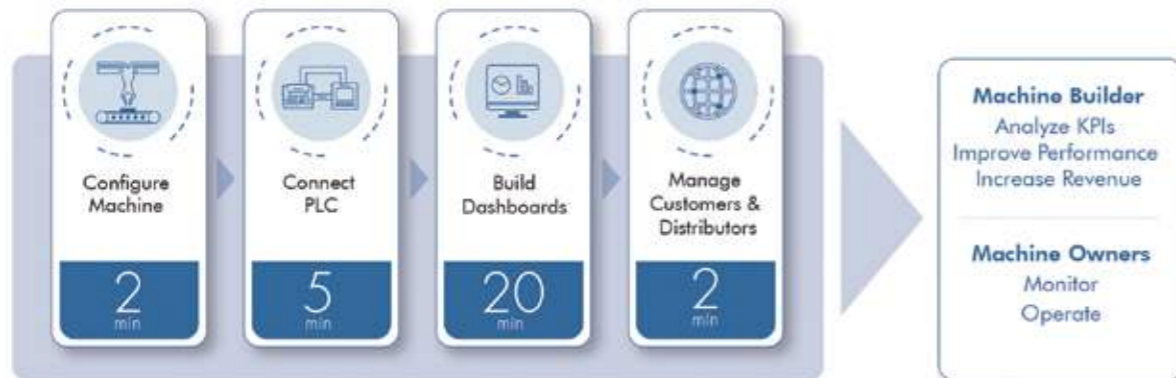 Configure
Machine
2
min
Connect
PLC
5
min
Build
Dashboards
20
min
Manage
Customers &
Distributors
2
min
Machine Builder
Analyze KPIs
Improve Performance
Increase Revenue
Machine Owners
Monitor
Operate